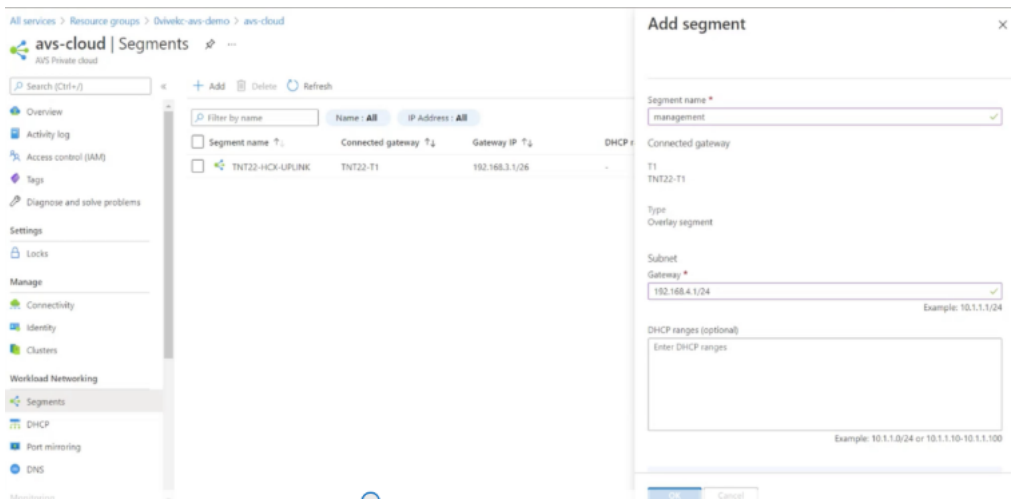 All services > Resource groups > 0vivekc-avs-demo > avs-cloud
avs-cloud | Segments
AVS Private cloud
Search (Ctrl+/)
Overview
Activity log
Access control (IAM)
Tags
Diagnose and solve problems
Settings
Locks
Manage
Connectivity
Identity
Clusters
Workload Networking
Segments
DHCP
Port mirroring
DNS
Monitoring
Add Delete Refresh
Filter by name Name : All IP Address : All
Segment name Connected gateway Gateway IP DHCP
TNT22-HCX-UPLINK TNT22-T1 192.168.3.1/26 -
Add segment
Segment name *
management
Connected gateway
T1
TNT22-T1
Type
Overlay segment
Subnet
Gateway *
192.168.4.1/24
Example: 10.1.1.1/24
DHCP ranges (optional)
Enter DHCP ranges
Example: 10.1.1.0/24 or 10.1.1.10-10.1.1.100
OK Cancel